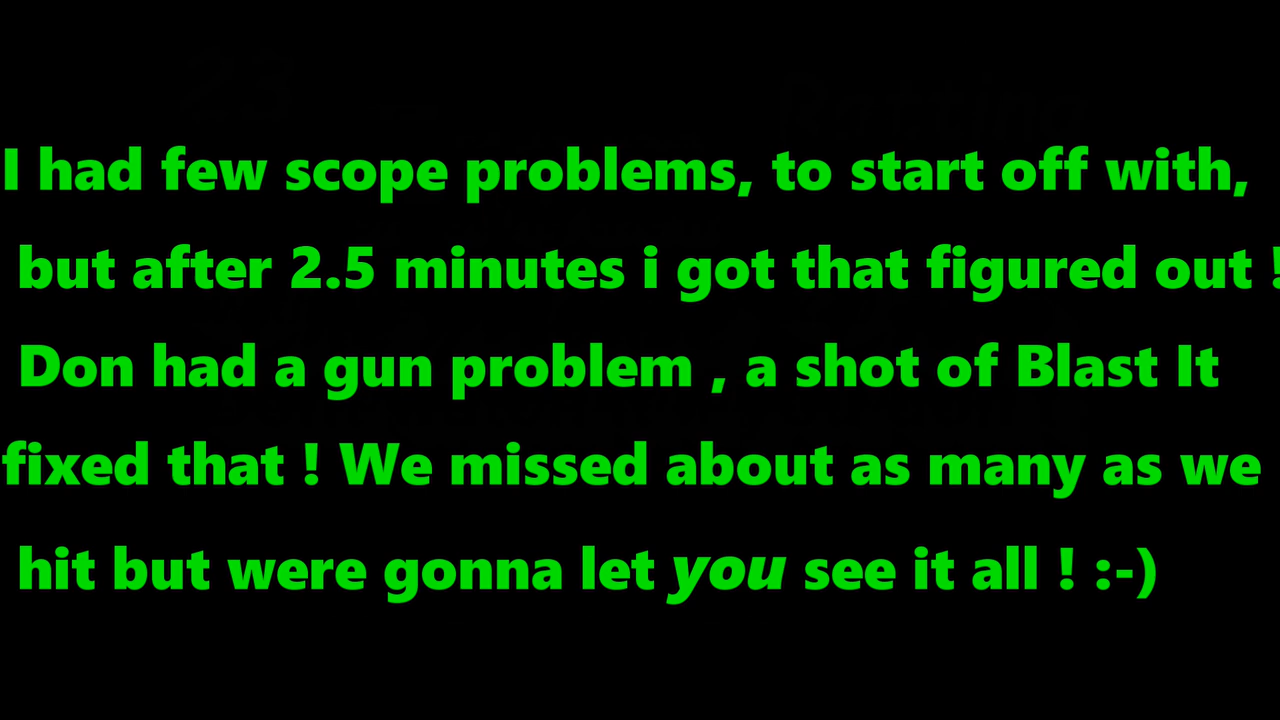 I had few scope problems, to start off with,
but after 2.5 minutes i got that figured out !
Don had a gun problem , a shot of Blast It
fixed that ! We missed about as many as we
hit but were gonna let you see it all ! :-)